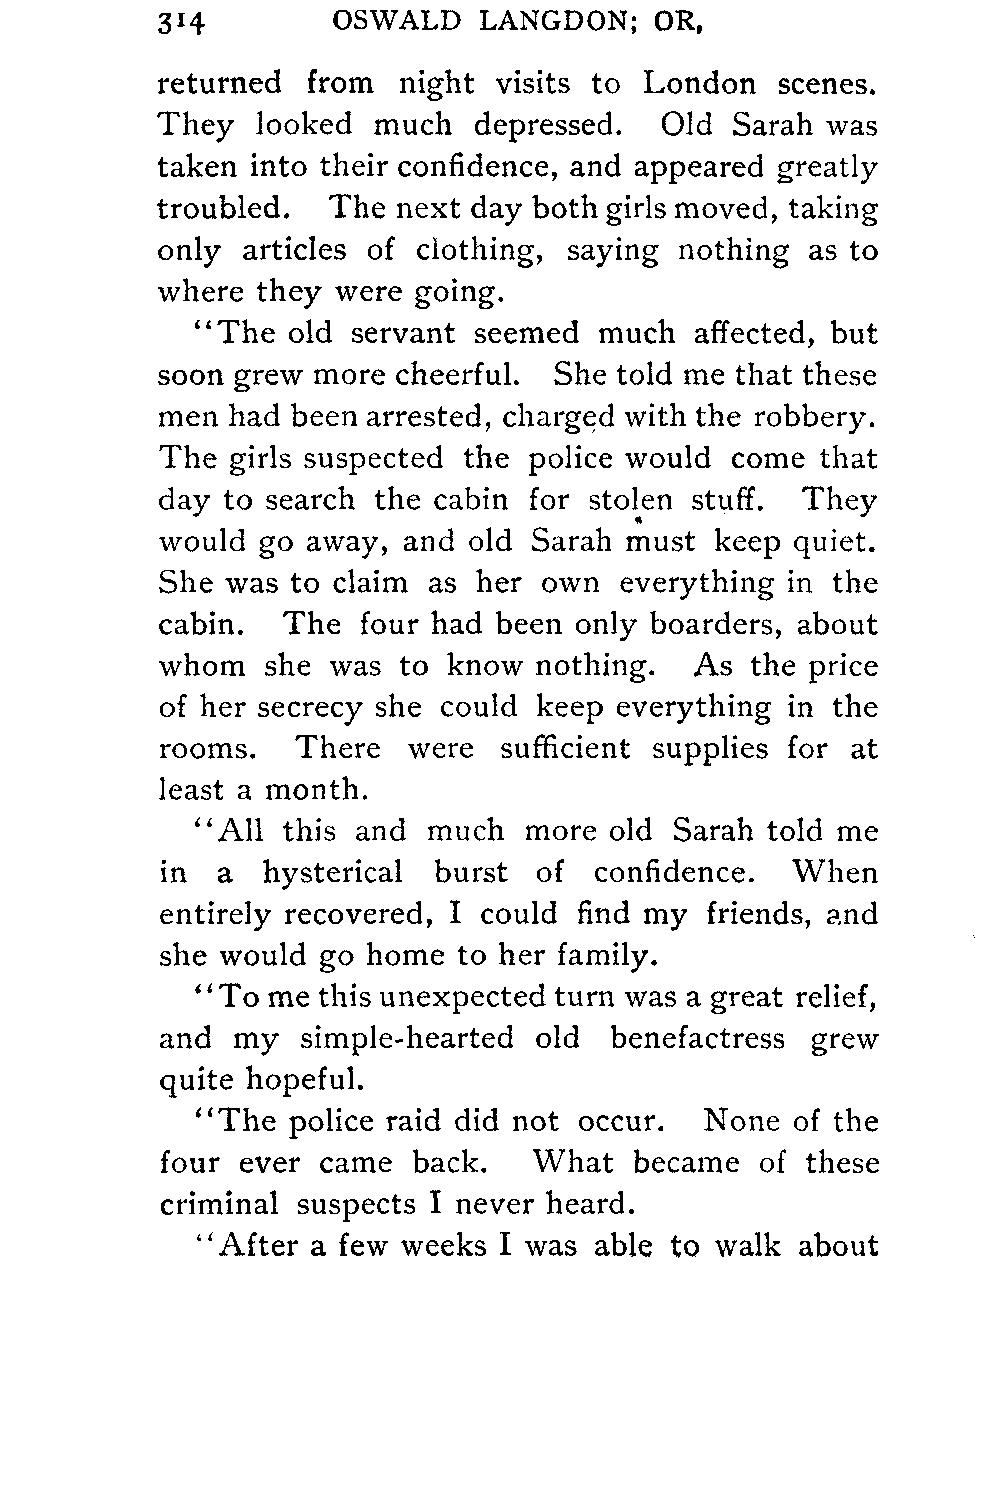 314 OSWALD LANGDON; OR,
returned from night visits to London scenes.
They looked much depressed. Old Sarah was
taken into their confidence, and appeared greatly
troubled. The next day both girls moved, taking
only articles of clothing, saying nothing as to
where they were going.
"The old servant seemed much affected, but
soon grew more cheerful. She told me that these
men had been arrested, charged with the robbery.
The girls suspected the police would come that
day to search the cabin for stolen stuff. They
would go away, and old Sarah must keep quiet.
She was to claim as her own everything in the
cabin. The four had been only boarders, about
whom she was to know nothing. As the price
of her secrecy she could keep everything in the
rooms. There were sufficient supplies for at
least a month.
"All this and much more old Sarah told me
in a hysterical burst of confidence. When
entirely recovered, I could find my friends, and
she would go home to her family.
"To me this unexpected turn was a great relief,
and my simple-hearted old benefactress grew
quite hopeful.
"The police raid did not occur. None of the
four ever came back. What became of these
criminal suspects I never heard.
"After a few weeks I was able to walk about